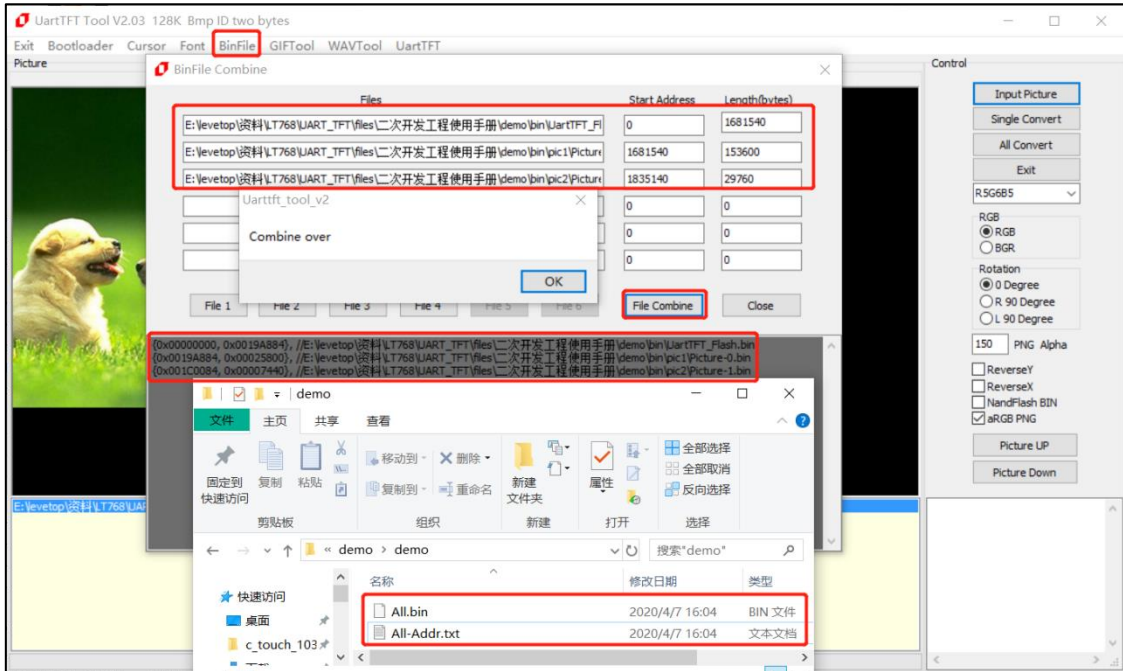 UartTFT Tool V2.03 128K Bmp ID two bytes
Exit Bootloader Cursor Font BinFile GIFTool WAVTool UartTFT
Picture
BinFile Combine
Files Start Address Length(bytes)
E:\levetop\资料\LT768\UART_TFT\files\二次开发工程使用手册\demo\bin\UartTFT_Fl 0 1681540
E:\levetop\资料\LT768\UART_TFT\files\二次开发工程使用手册\demo\bin\pic1\Picture 1681540 153600
E:\levetop\资料\LT768\UART_TFT\files\二次开发工程使用手册\demo\bin\pic2\Picture 1835140 29760
0 0
0 0
0 0
Uarttft_tool_v2
Combine over
OK
File 1 File 2 File 3 File 4 File 5 File 6 File Combine Close
{0x00000000, 0x0019A884}, //E:\levetop\资料\LT768\UART_TFT\files\二次开发工程使用手册\demo\bin\UartTFT_Flash.bin
{0x0019A884, 0x00025800}, //E:\levetop\资料\LT768\UART_TFT\files\二次开发工程使用手册\demo\bin\pic1\Picture-0.bin
{0x001C0084, 0x00007440}, //E:\levetop\资料\LT768\UART_TFT\files\二次开发工程使用手册\demo\bin\pic2\Picture-1.bin
demo
文件 主页 共享 查看
固定到快速访问
复制
粘贴
移动到 删除
复制到 重命名
新建文件夹
属性
全部选择
全部取消
反向选择
剪贴板 组织 新建 打开 选择
« demo > demo
搜索"demo"
名称 修改日期 类型
快速访问
桌面
c_touch_103
All.bin 2020/4/7 16:04 BIN 文件
All-Addr.txt 2020/4/7 16:04 文本文档
E:\levetop\资料\LT768\UAR
Control
Input Picture
Single Convert
All Convert
Exit
R5G6B5
RGB
RGB
BGR
Rotation
0 Degree
R 90 Degree
L 90 Degree
150 PNG Alpha
ReverseY
ReverseX
NandFlash BIN
aRGB PNG
Picture UP
Picture Down